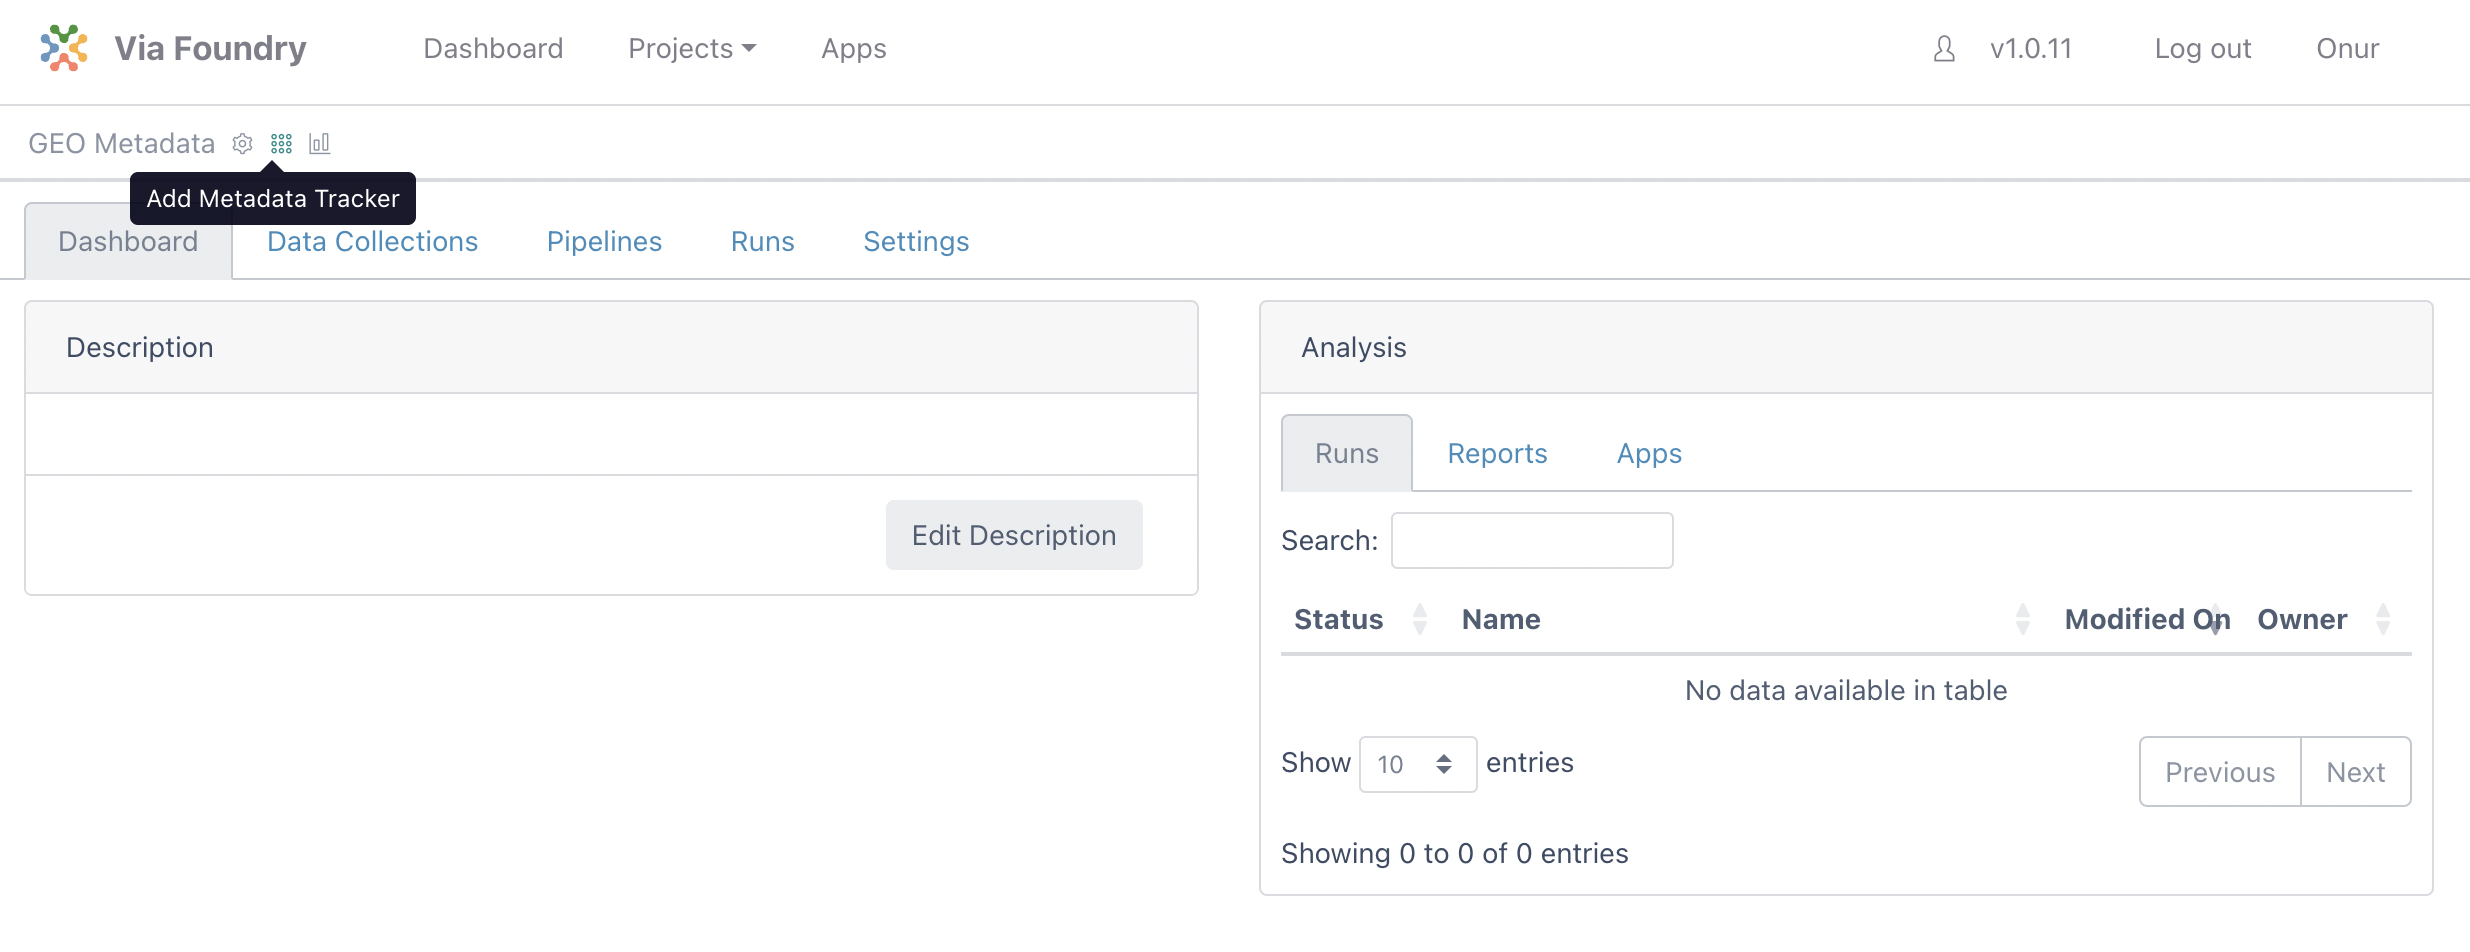 Via Foundry Dashboard Projects Apps v1.0.11 Log out Onur
GEO Metadata
Add Metadata Tracker
Dashboard Data Collections Pipelines Runs Settings
Description
Edit Description
Analysis
Runs Reports Apps
Search:
Status Name Modified On Owner
No data available in table
Show 10 entries
Previous Next
Showing 0 to 0 of 0 entries